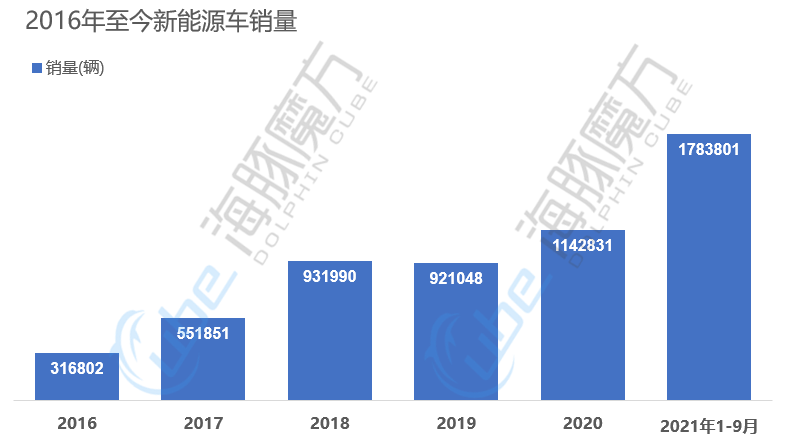 2016年至今新能源车销量
销量(辆)
1783801
1142831
931990
921048
551851
316802
2016
2017
2018
2019
2020
2021年1-9月
海豚魔方
DOLPHIN CUBE
Cube
海豚魔方
DOLPHIN CUBE
Cube